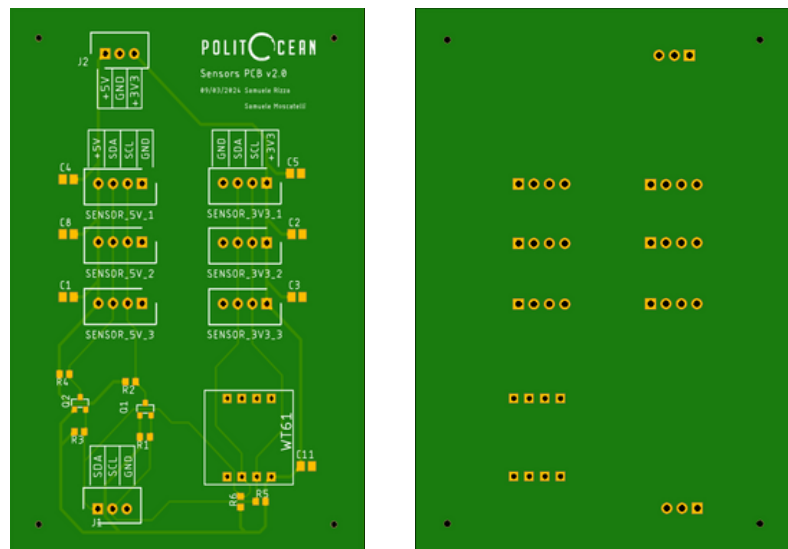 POLITOCEAN
J2
Sensors PCB v2.0
+5V
GND
+3V3
09/03/2024 Samuele Rizzo
Samuele Moscatelli
+5V
SDA
SCL
GND
GND
SDA
SCL
+3V3
C4
C5
SENSOR_5V_1
SENSOR_3V3_1
C8
C2
SENSOR_5V_2
SENSOR_3V3_2
C1
C3
SENSOR_5V_3
SENSOR_3V3_3
R4
R2
Q2
Q1
R3
R1
WT61
C11
SDA
SCL
GND
R6
R5
J1